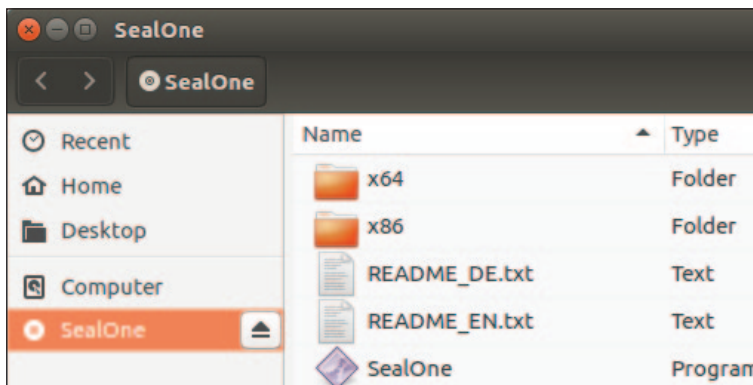 SealOne
SealOne
Recent
Home
Desktop
Computer
SealOne
Name Type
x64 Folder
x86 Folder
README_DE.txt Text
README_EN.txt Text
SealOne Program